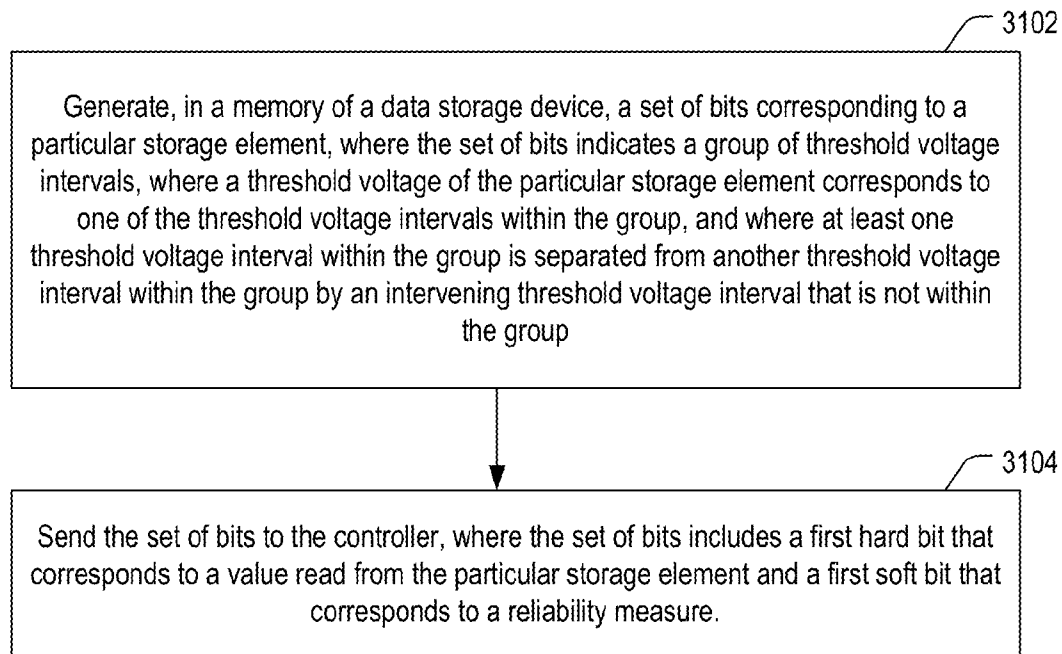 3102
Generate, in a memory of a data storage device, a set of bits corresponding to a
particular storage element, where the set of bits indicates a group of threshold voltage
intervals, where a threshold voltage of the particular storage element corresponds to
one of the threshold voltage intervals within the group, and where at least one
threshold voltage interval within the group is separated from another threshold voltage
interval within the group by an intervening threshold voltage interval that is not within
the group
3104
Send the set of bits to the controller, where the set of bits includes a first hard bit that
corresponds to a value read from the particular storage element and a first soft bit that
corresponds to a reliability measure.